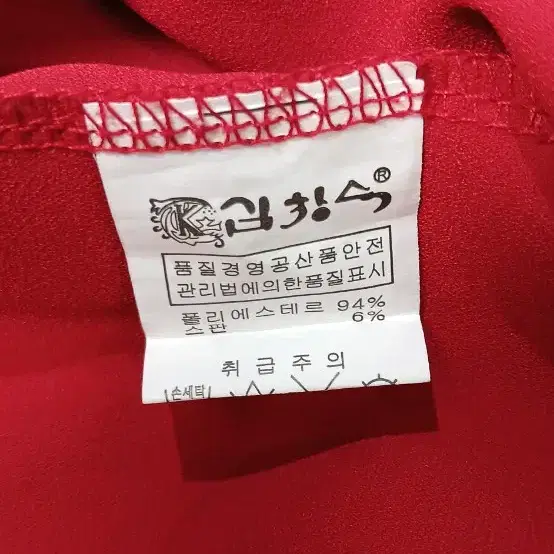 K 김창숙®
품질경영공산품안전
관리법에의한품질표시
폴리에스테르 94%
스판 6%
취급주의
손세탁